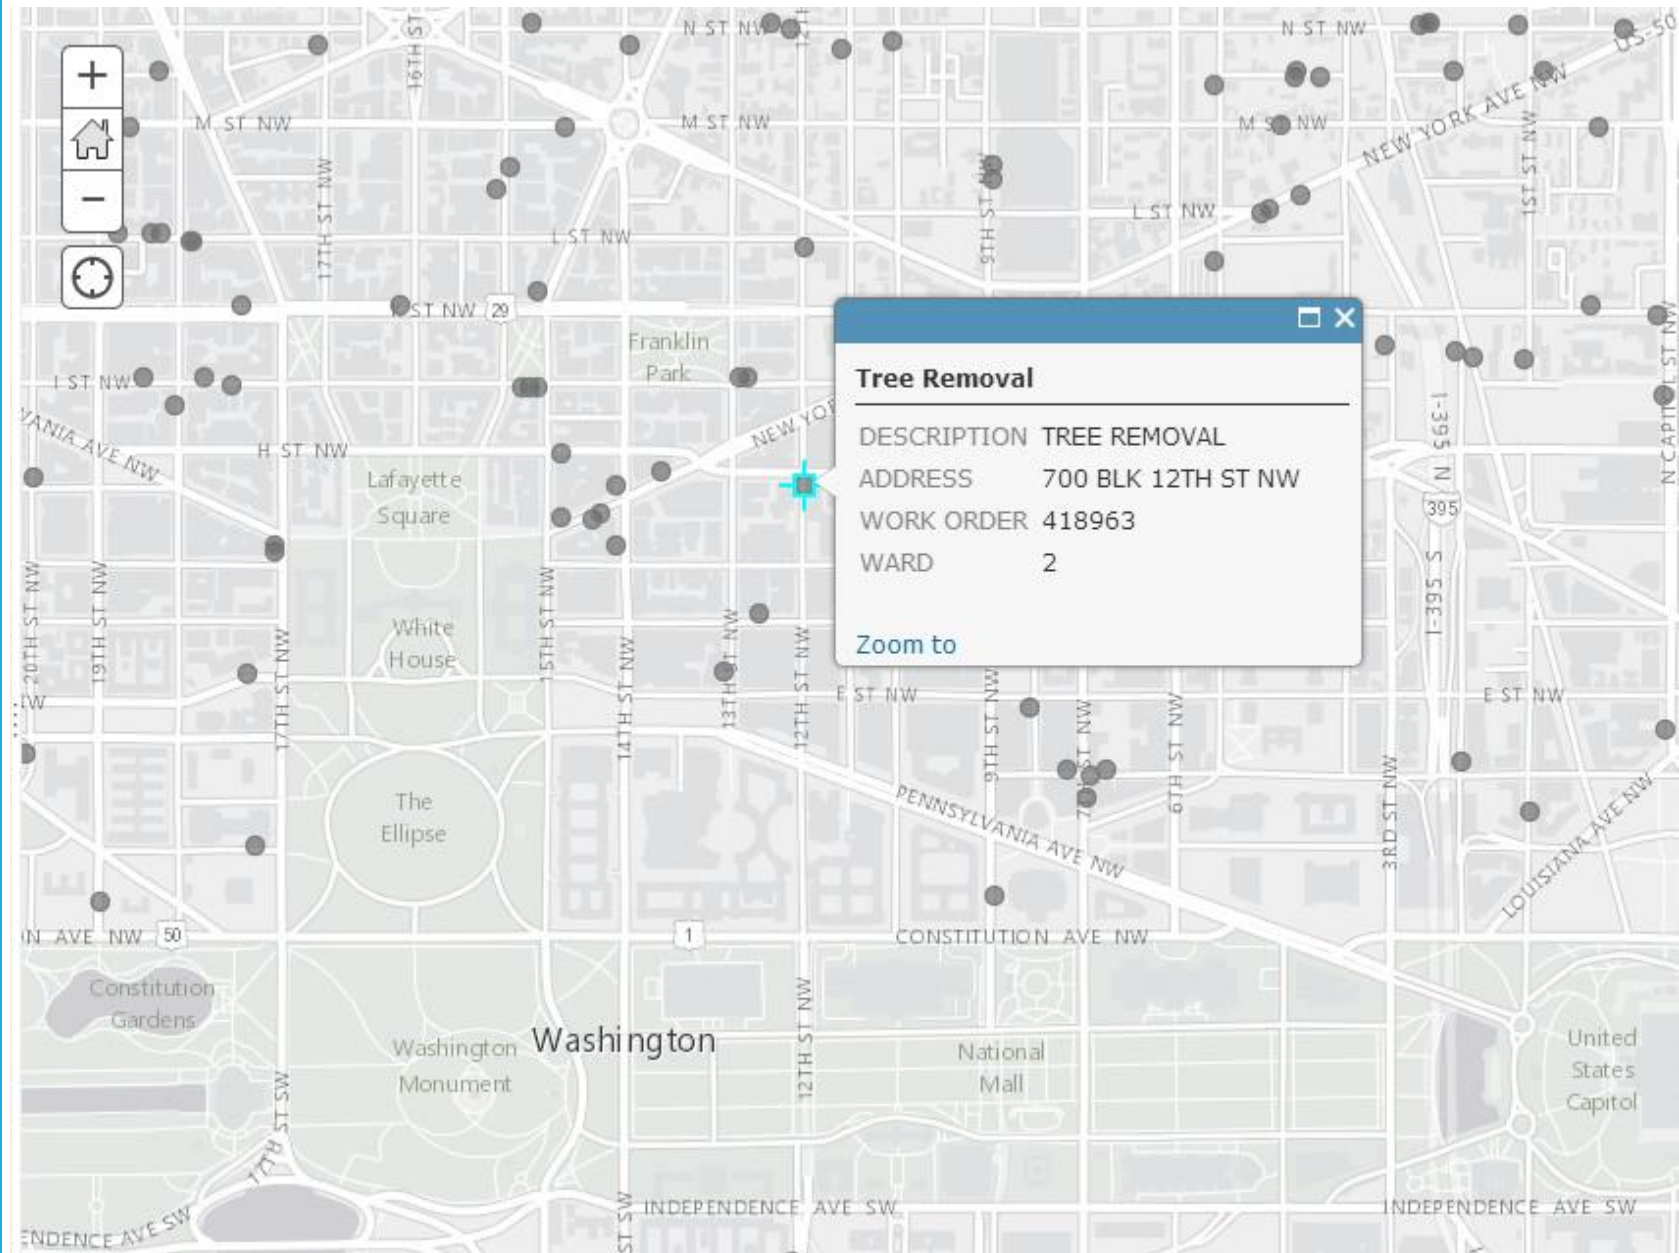 N ST NW
N ST NW
US-50
16TH ST
12TH
M ST NW
M ST NW
M ST NW
NEW YORK AVE NW
1ST ST NW
17TH ST NW
9TH ST NW
L ST NW
L ST NW
K ST NW
29
Franklin
Park
I ST NW
NEW YOR
VANIA AVE NW
H ST NW
Lafayette
Square
Tree Removal
DESCRIPTION TREE REMOVAL
ADDRESS 700 BLK 12TH ST NW
WORK ORDER 418963
WARD 2
Zoom to
I-395 N
395
I-395 S
N CAPITOL ST NW
20TH ST NW
19TH ST NW
17TH ST NW
White
House
15TH ST NW
14TH ST NW
13TH ST NW
12TH ST NW
9TH ST NW
7TH ST NW
6TH ST NW
3RD ST NW
E ST NW
E ST NW
The
Ellipse
PENNSYLVANIA AVE NW
LOUISIANA AVE NW
N AVE NW
50
1
CONSTITUTION AVE NW
Constitution
Gardens
Washington
Monument
Washington
12TH ST NW
National
Mall
United
States
Capitol
17TH ST SW
ENDENCE AVE SW
ST SW
INDEPENDENCE AVE SW
INDEPENDENCE AVE SW